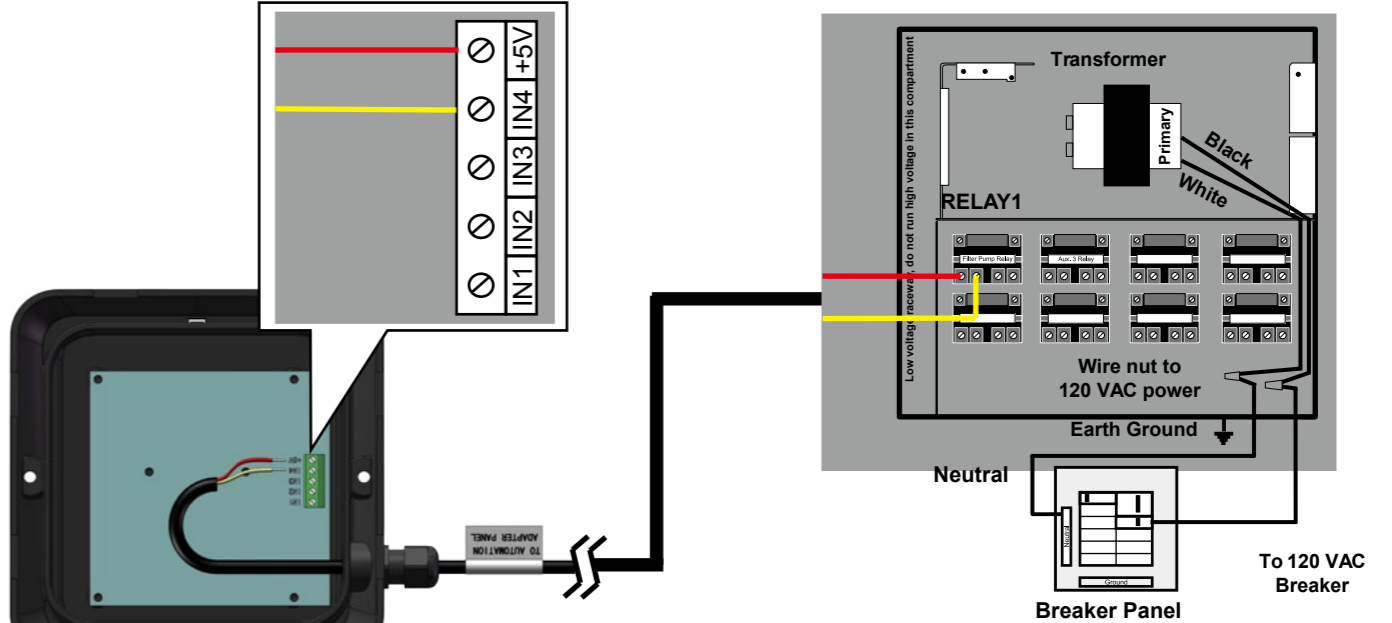 +5V
IN4
IN3
IN2
IN1
TO AUTOMATION
ADAPTER PANEL
Low voltage raceway, do not run high voltage in this compartment
Transformer
Primary
Black
White
RELAY1
Filter Pump Relay
Aux. 3 Relay
Wire nut to
120 VAC power
Earth Ground
Neutral
Neutral
Ground
To 120 VAC
Breaker
Breaker Panel